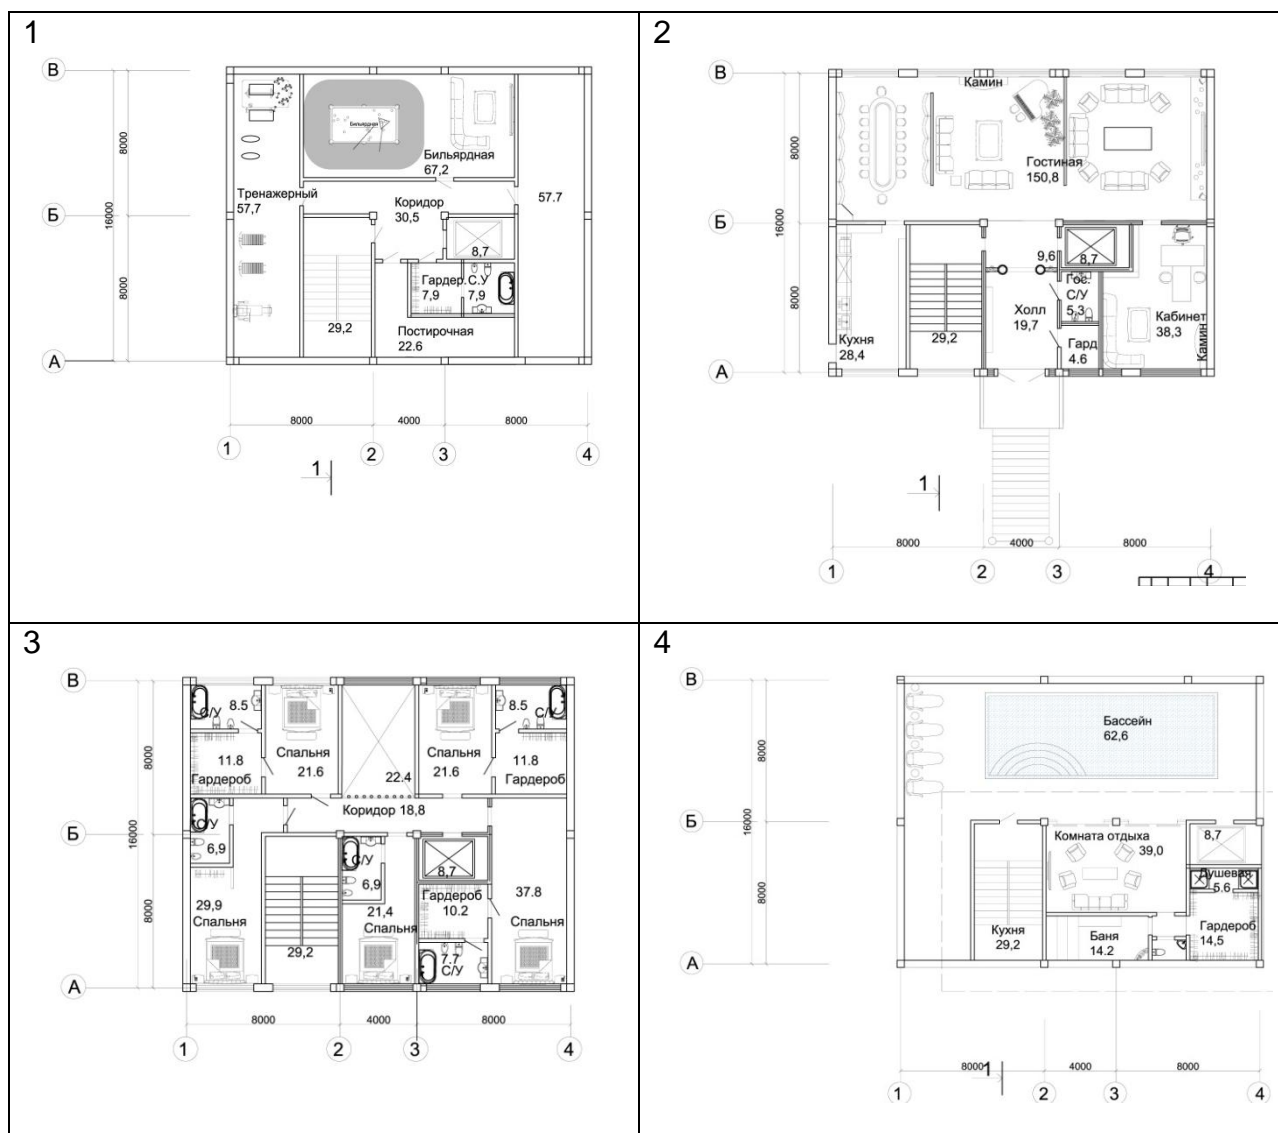 1
В
Бильярдная
8000
Бильярдная
67,2
Тренажерный
57,7
57.7
Коридор
30,5
Б
16000
8,7
8000
Гардер.
7,9
С.У
7,9
29,2
Постирочная
22.6
А
8000
4000
8000
1
2
3
4
1
2
В
Камин
8000
Гостиная
150,8
Б
16000
9,6
8,7
Гос.
С/У
5,3
8000
Холл
19,7
Кабинет
38,3
Камин
Кухня
28,4
29,2
Гард
4.6
А
1
8000
4000
8000
1
2
3
4
3
В
С/У
8.5
8.5
С/У
Спальня
21.6
Спальня
21.6
11.8
Гардероб
11.8
Гардероб
8000
22.4
Коридор 18,8
Б
16000
С/У
6,9
С/У
6,9
8,7
Гардероб
10.2
37.8
Спальня
29,9
Спальня
21,4
Спальня
8000
29,2
7.7
С/У
А
8000
4000
8000
1
2
3
4
4
В
Бассейн
62,6
8000
Б
16000
Комната отдыха
39,0
8,7
Душевая
5.6
8000
Кухня
29,2
Баня
14.2
Гардероб
14,5
А
8000
1
4000
8000
1
2
3
4